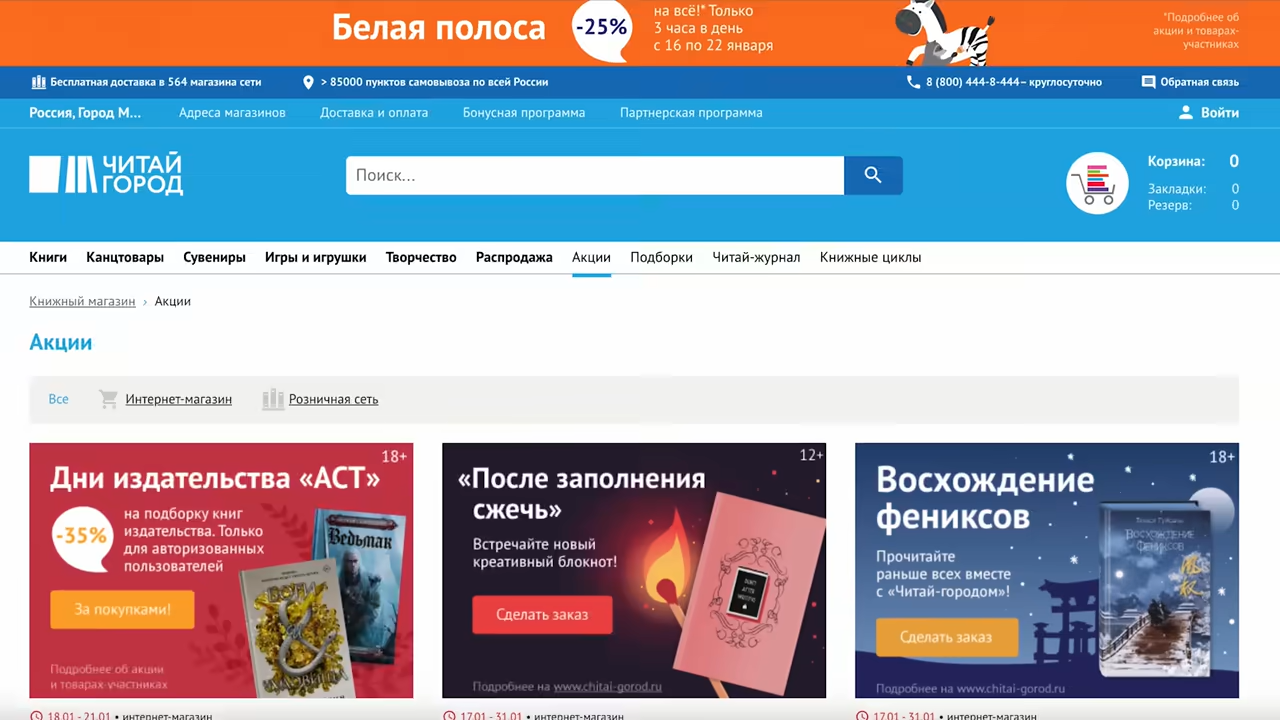 Белая полоса
-25%
на всё!* Только
3 часа в день
с 16 по 22 января
*Подробнее об
акции и товарах-
участниках
Бесплатная доставка в 564 магазина сети
> 85000 пунктов самовывоза по всей России
8 (800) 444-8-444 – круглосуточно
Обратная связь
Россия, Город М...
Адреса магазинов
Доставка и оплата
Бонусная программа
Партнерская программа
Войти
ЧИТАЙ
ГОРОД
Поиск...
Корзина: 0
Закладки: 0
Резерв: 0
Книги Канцтовары Сувениры Игры и игрушки Творчество Распродажа Акции Подборки Читай-журнал Книжные циклы
Книжный магазин › Акции
Акции
Все Интернет-магазин Розничная сеть
18+
Дни издательства «АСТ»
-35%
на подборку книг
издательства. Только
для авторизованных
пользователей
За покупками!
Подробнее об акции
и товарах-участниках
Ведьмак
12+
«После заполнения
сжечь»
Встречайте новый
креативный блокнот!
Сделать заказ
Подробнее на www.chitai-gorod.ru
18+
Восхождение
фениксов
Прочитайте
раньше всех вместе
с «Читай-городом»!
Сделать заказ
Подробнее на www.chitai-gorod.ru
Восхождение
Фениксов
18.01 - 21.01 • интернет-магазин
17.01 - 31.01 • интернет-магазин
17.01 - 31.01 • интернет-магазин